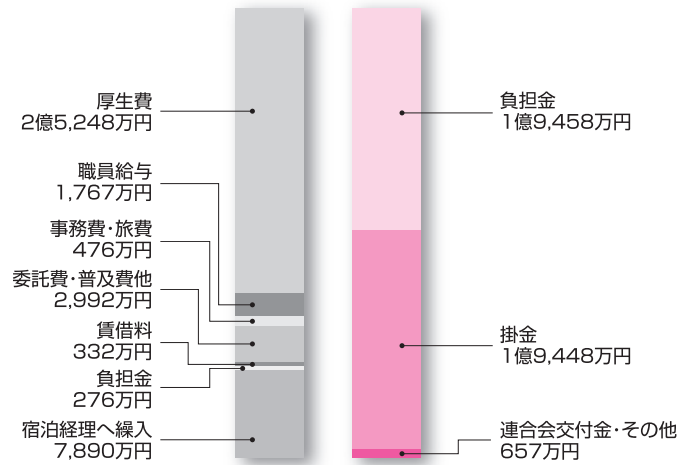 厚生費
2億5,248万円
職員給与
1,767万円
事務費・旅費
476万円
委託費・普及費他
2,992万円
賃借料
332万円
負担金
276万円
宿泊経理へ繰入
7,890万円
負担金
1億9,458万円
掛金
1億9,448万円
連合会交付金・その他
657万円